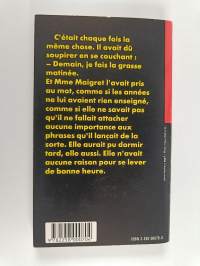 C'était chaque fois la
même chose. Il avait dû
soupirer en se couchant :
– Demain, je fais la grasse
matinée.
Et Mme Maigret l'avait pris
au mot, comme si les années
ne lui avaient rien enseigné,
comme si elle ne savait pas
qu'il ne fallait attacher
aucune importance aux
phrases qu'il lançait de la
sorte. Elle aurait pu dormir
tard, elle aussi. Elle n'avait
aucune raison pour se lever
de bonne heure.